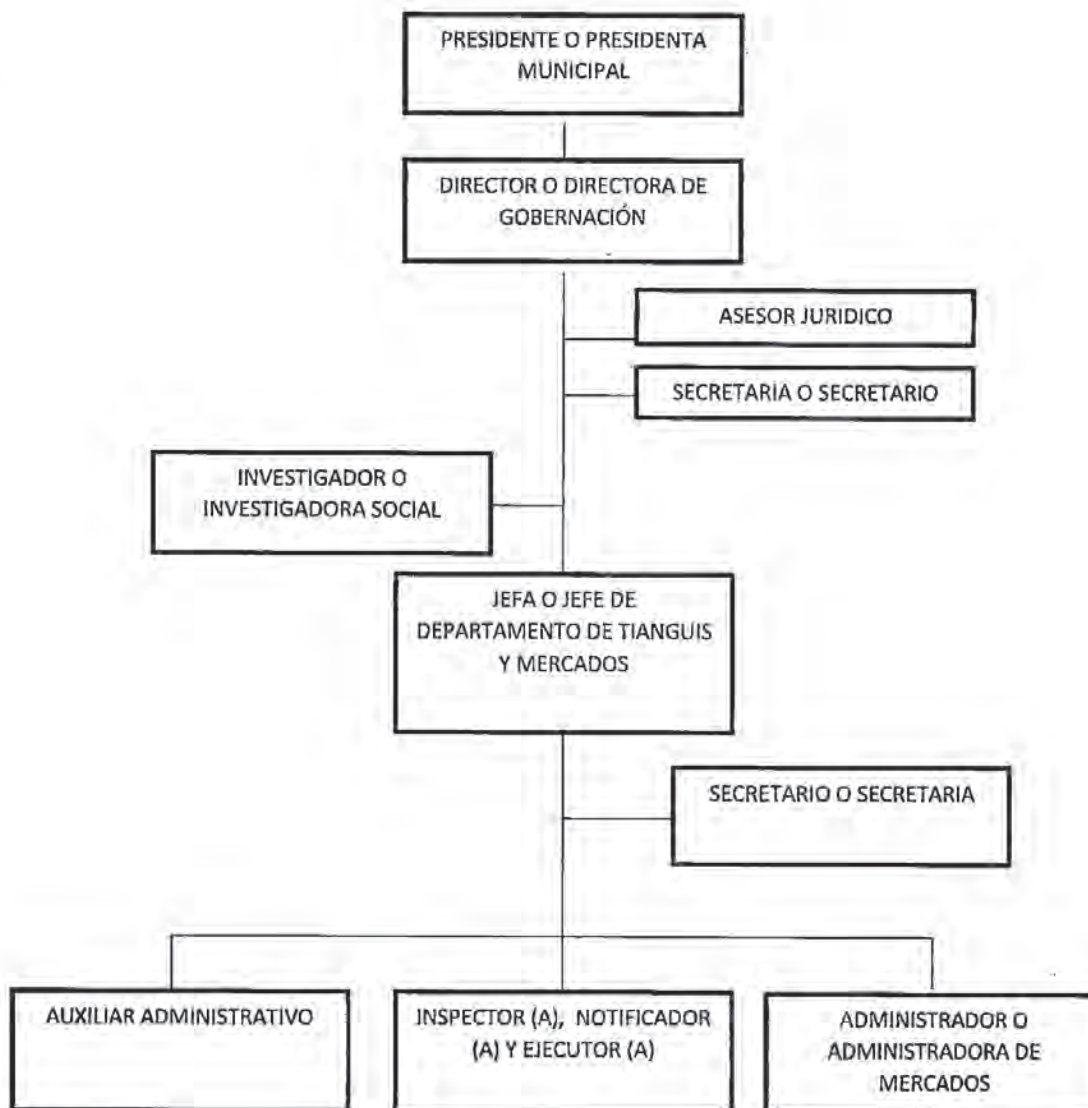 PRESIDENTE O PRESIDENTA
MUNICIPAL
DIRECTOR O DIRECTORA DE
GOBERNACIÓN
ASESOR JURIDICO
SECRETARIA O SECRETARIO
INVESTIGADOR O
INVESTIGADORA SOCIAL
JEFA O JEFE DE
DEPARTAMENTO DE TIANGUIS
Y MERCADOS
SECRETARIO O SECRETARIA
AUXILIAR ADMINISTRATIVO
INSPECTOR (A), NOTIFICADOR
(A) Y EJECUTOR (A)
ADMINISTRADOR O
ADMINISTRADORA DE
MERCADOS